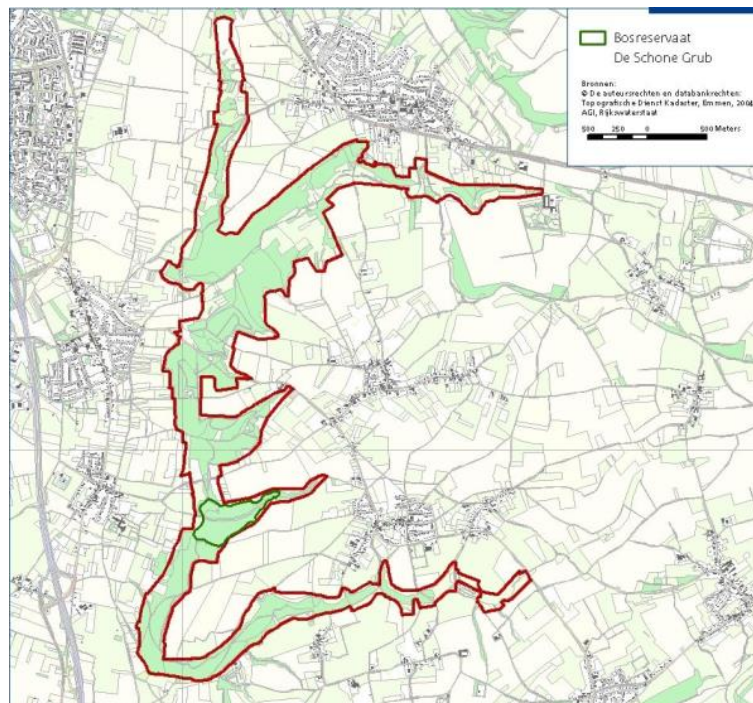 Bosreservaat
De Schone Grub
Bronnen:
© De auteursrechten en databankrechten:
Topografische Dienst Kadaster, Emmen, 2004
AGI, Rijkswaterstaat
500 250 0 500 Meters